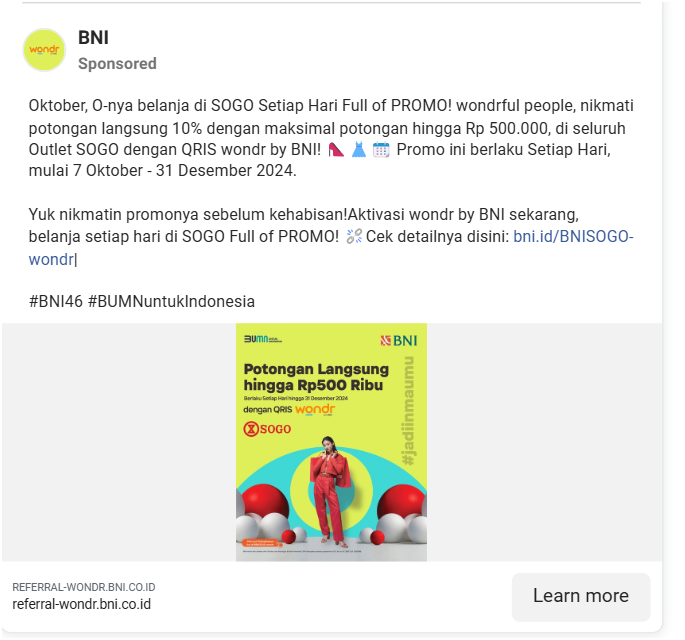 wondr
BNI
Sponsored
Oktober, O-nya belanja di SOGO Setiap Hari Full of PROMO! wondrful people, nikmati
potongan langsung 10% dengan maksimal potongan hingga Rp 500.000, di seluruh
Outlet SOGO dengan QRIS wondr by BNI! 👠 👗 📅 Promo ini berlaku Setiap Hari,
mulai 7 Oktober - 31 Desember 2024.
Yuk nikmatin promonya sebelum kehabisan!Aktivasi wondr by BNI sekarang,
belanja setiap hari di SOGO Full of PROMO! ⛓️‍💥Cek detailnya disini: bni.id/BNISOGO-
wondr|
#BNI46 #BUMNuntukIndonesia
BUMN
BNI
Potongan Langsung
hingga Rp500 Ribu
Berlaku Setiap Hari hingga 31 Desember 2024
dengan QRIS wondr
SOGO
#jadiinmaumu
REFERRAL-WONDR.BNI.CO.ID
referral-wondr.bni.co.id
Learn more